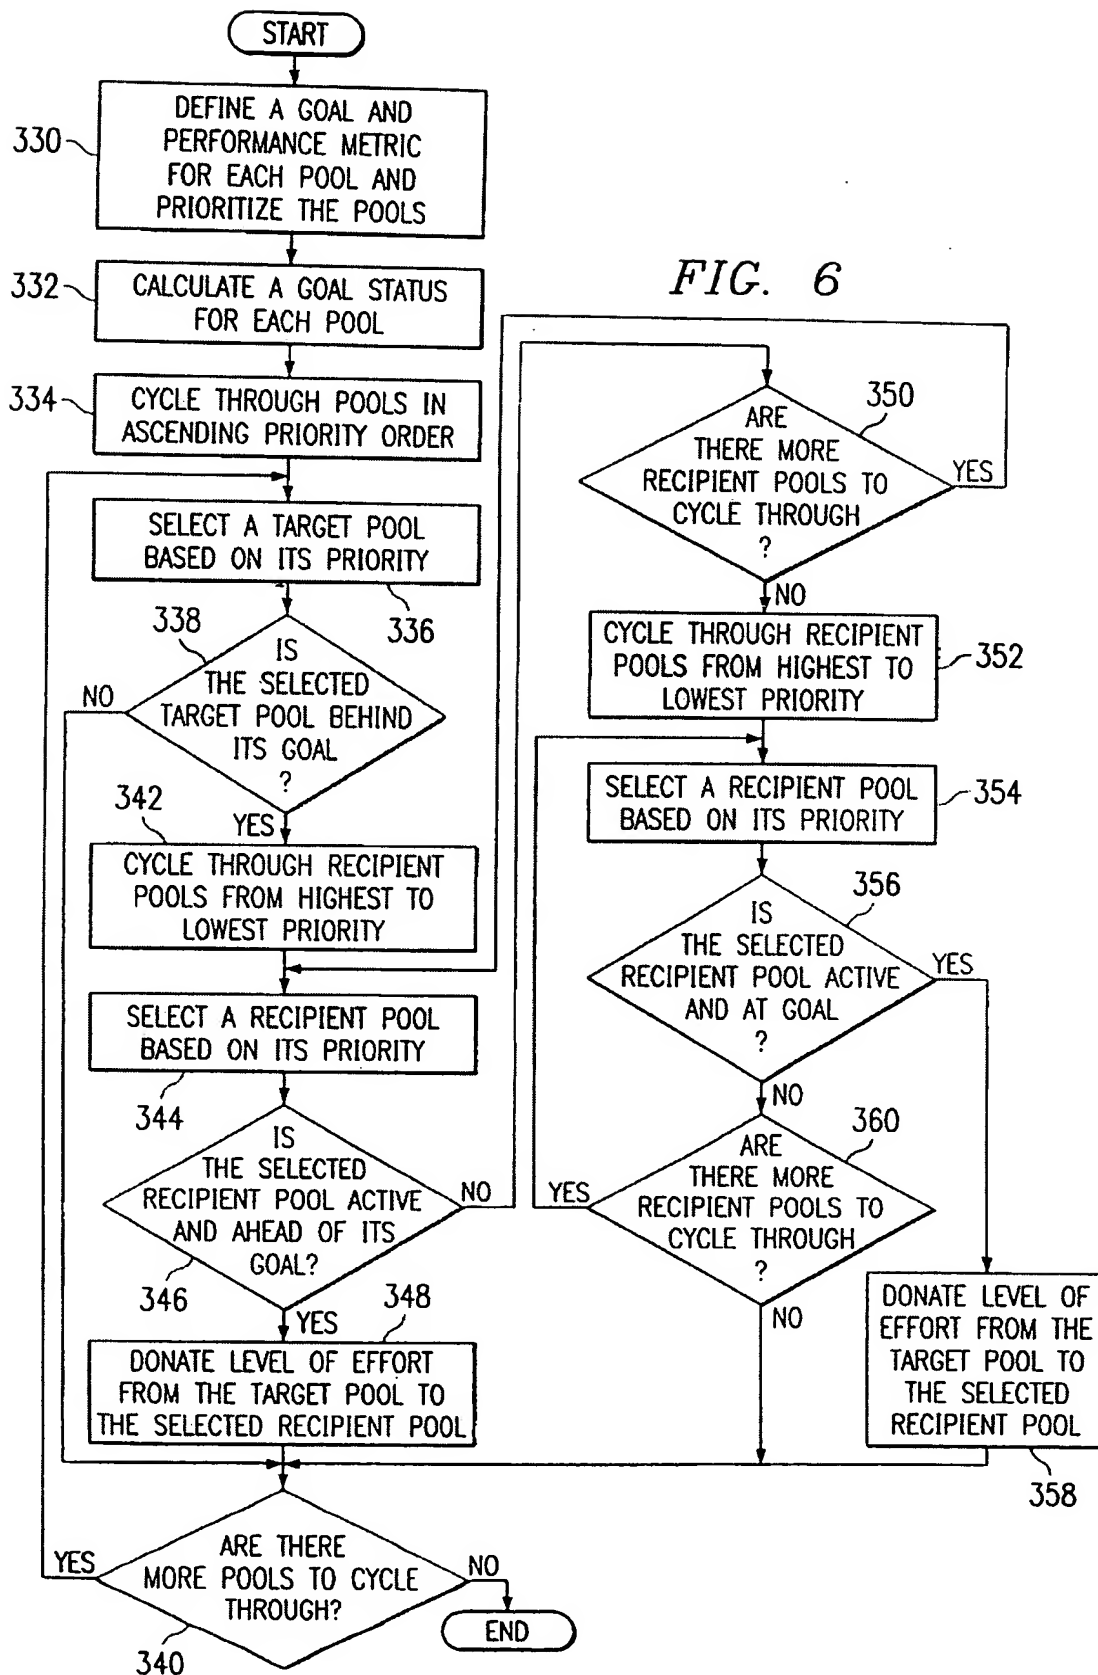 START
330
DEFINE A GOAL AND
PERFORMANCE METRIC
FOR EACH POOL AND
PRIORITIZE THE POOLS
332
CALCULATE A GOAL STATUS
FOR EACH POOL
334
CYCLE THROUGH POOLS IN
ASCENDING PRIORITY ORDER
SELECT A TARGET POOL
BASED ON ITS PRIORITY
336
338
IS
THE SELECTED
TARGET POOL BEHIND
ITS GOAL
?
NO
YES
342
CYCLE THROUGH RECIPIENT
POOLS FROM HIGHEST TO
LOWEST PRIORITY
SELECT A RECIPIENT POOL
BASED ON ITS PRIORITY
344
IS
THE SELECTED
RECIPIENT POOL ACTIVE
AND AHEAD OF ITS
GOAL?
NO
346
YES
348
DONATE LEVEL OF EFFORT
FROM THE TARGET POOL TO
THE SELECTED RECIPIENT POOL
ARE THERE
MORE POOLS TO CYCLE
THROUGH?
YES
NO
340
END
FIG. 6
350
ARE
THERE MORE
RECIPIENT POOLS TO
CYCLE THROUGH
?
YES
NO
CYCLE THROUGH RECIPIENT
POOLS FROM HIGHEST TO
LOWEST PRIORITY
352
SELECT A RECIPIENT POOL
BASED ON ITS PRIORITY
354
356
IS
THE SELECTED
RECIPIENT POOL ACTIVE
AND AT GOAL
?
YES
NO
360
ARE
THERE MORE
RECIPIENT POOLS TO
CYCLE THROUGH
?
YES
NO
DONATE LEVEL OF
EFFORT FROM THE
TARGET POOL TO
THE SELECTED
RECIPIENT POOL
358